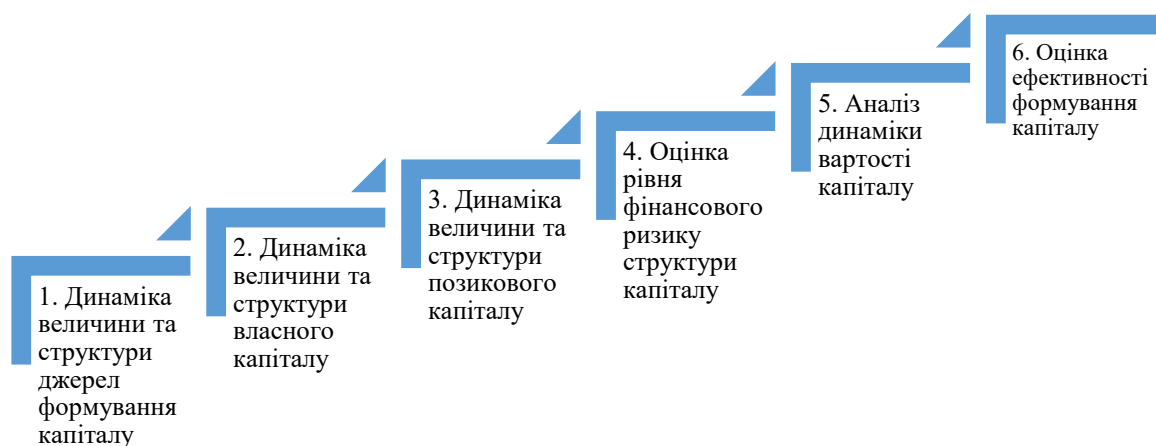 1. Динаміка
величини та
структури
джерел
формування
капіталу
2. Динаміка
величини та
структури
власного
капіталу
3. Динаміка
величини та
структури
позикового
капіталу
4. Оцінка
рівня
фінансового
ризику
структури
капіталу
5. Аналіз
динаміки
вартості
капіталу
6. Оцінка
ефективності
формування
капіталу